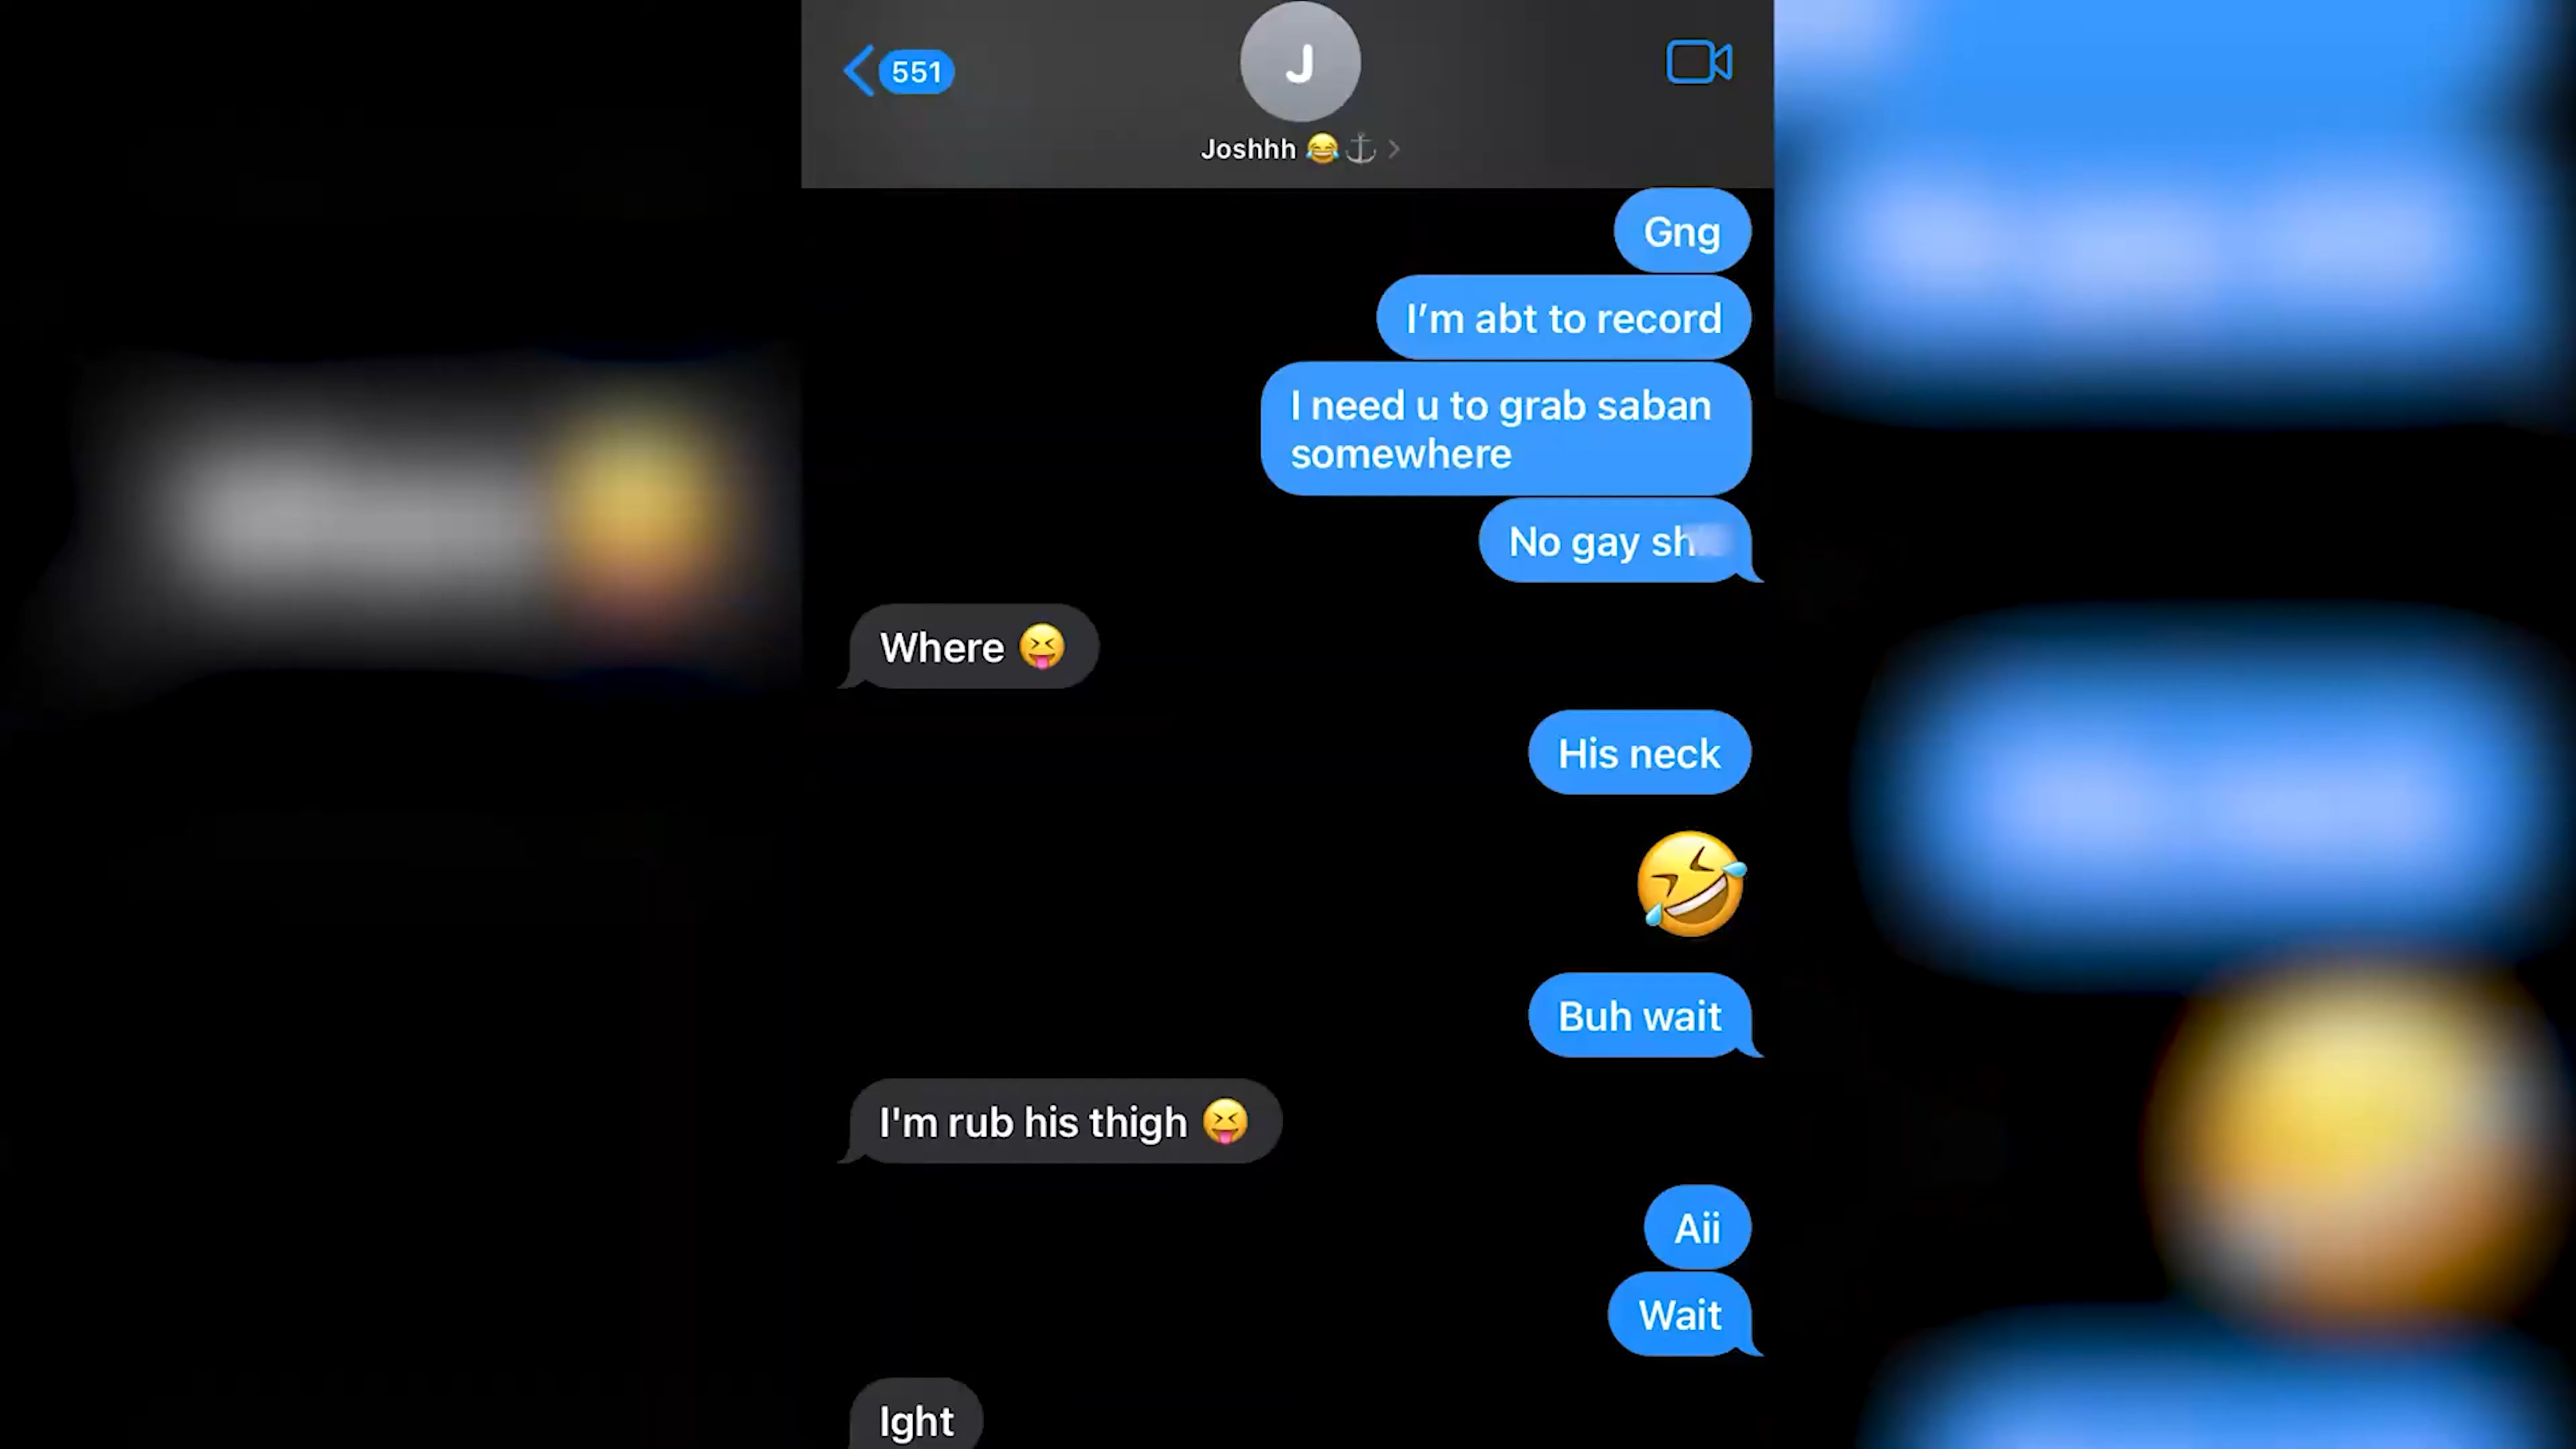 551
J
Joshhh 😂⚓ >
Gng
I'm abt to record
I need u to grab saban
somewhere
No gay sh
Where 😝
His neck
🤣
Buh wait
I'm rub his thigh 😝
Aii
Wait
Ight